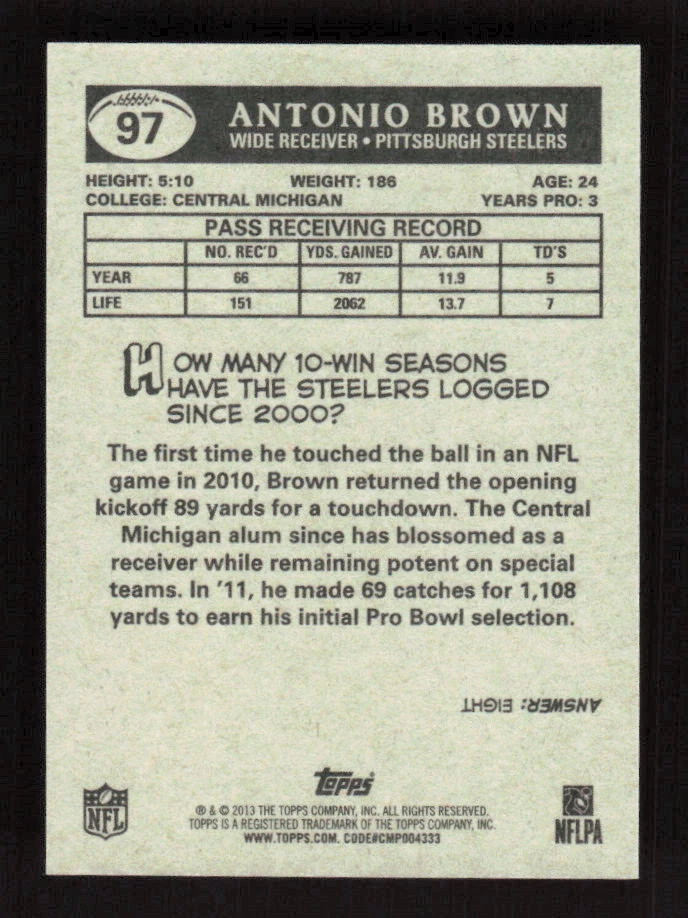 97
ANTONIO BROWN
WIDE RECEIVER • PITTSBURGH STEELERS
HEIGHT: 5:10 WEIGHT: 186 AGE: 24
COLLEGE: CENTRAL MICHIGAN YEARS PRO: 3
PASS RECEIVING RECORD
NO. REC'D YDS. GAINED AV. GAIN TD'S
YEAR 66 787 11.9 5
LIFE 151 2062 13.7 7
HOW MANY 10-WIN SEASONS
HAVE THE STEELERS LOGGED
SINCE 2000?
The first time he touched the ball in an NFL
game in 2010, Brown returned the opening
kickoff 89 yards for a touchdown. The Central
Michigan alum since has blossomed as a
receiver while remaining potent on special
teams. In '11, he made 69 catches for 1,108
yards to earn his initial Pro Bowl selection.
ANSWER: EIGHT
Topps
NFL
® & © 2013 THE TOPPS COMPANY, INC. ALL RIGHTS RESERVED.
TOPPS IS A REGISTERED TRADEMARK OF THE TOPPS COMPANY, INC.
WWW.TOPPS.COM. CODE#CMP004333
NFLPA